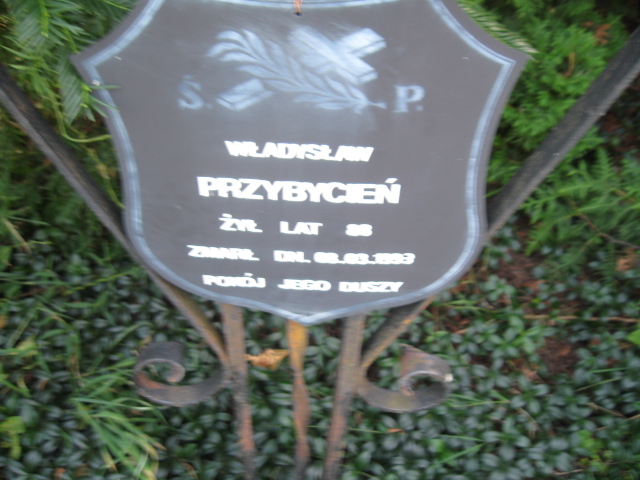 Ś. P.
WŁADYSŁAW
PRZYBYCIEŃ
ŻYŁ LAT
ZMARŁ DN.
POKÓJ JEGO DUSZY